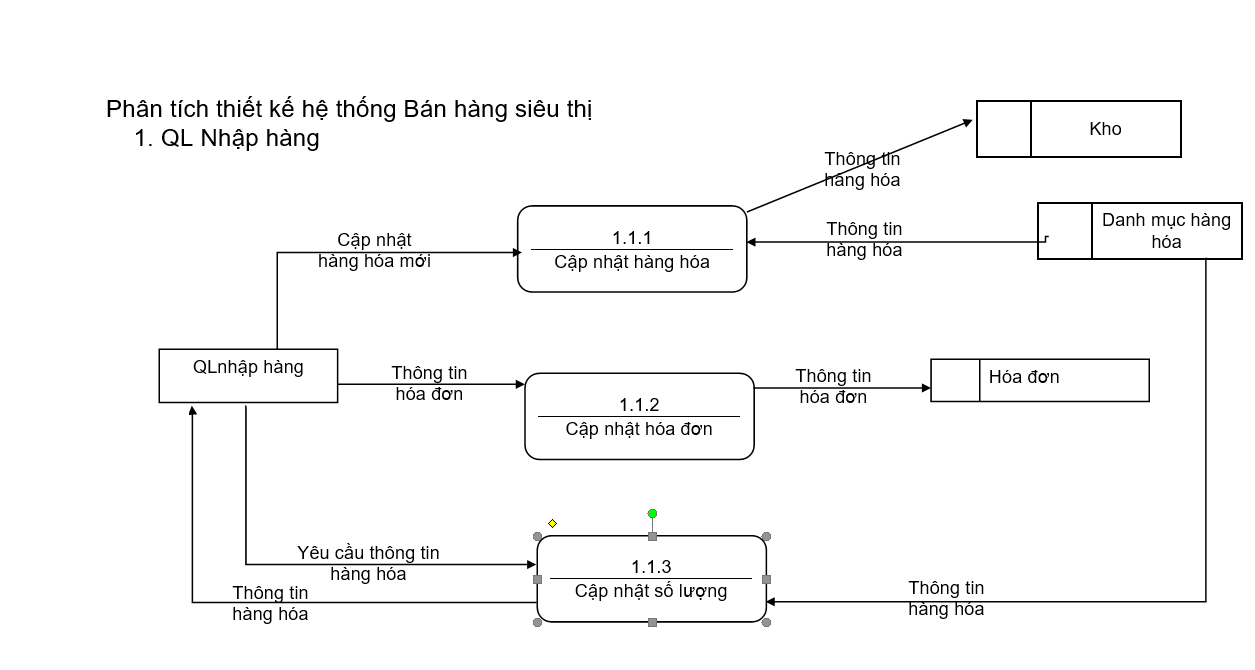 Phân tích thiết kế hệ thống Bán hàng siêu thị
1. QL Nhập hàng
Kho
Thông tin
hàng hóa
Danh mục hàng
hóa
1.1.1
Cập nhật hàng hóa
Thông tin
hàng hóa
Cập nhật
hàng hóa mới
QLnhập hàng
Thông tin
hóa đơn
1.1.2
Cập nhật hóa đơn
Thông tin
hóa đơn
Hóa đơn
Yêu cầu thông tin
hàng hóa
Thông tin
hàng hóa
1.1.3
Cập nhật số lượng
Thông tin
hàng hóa